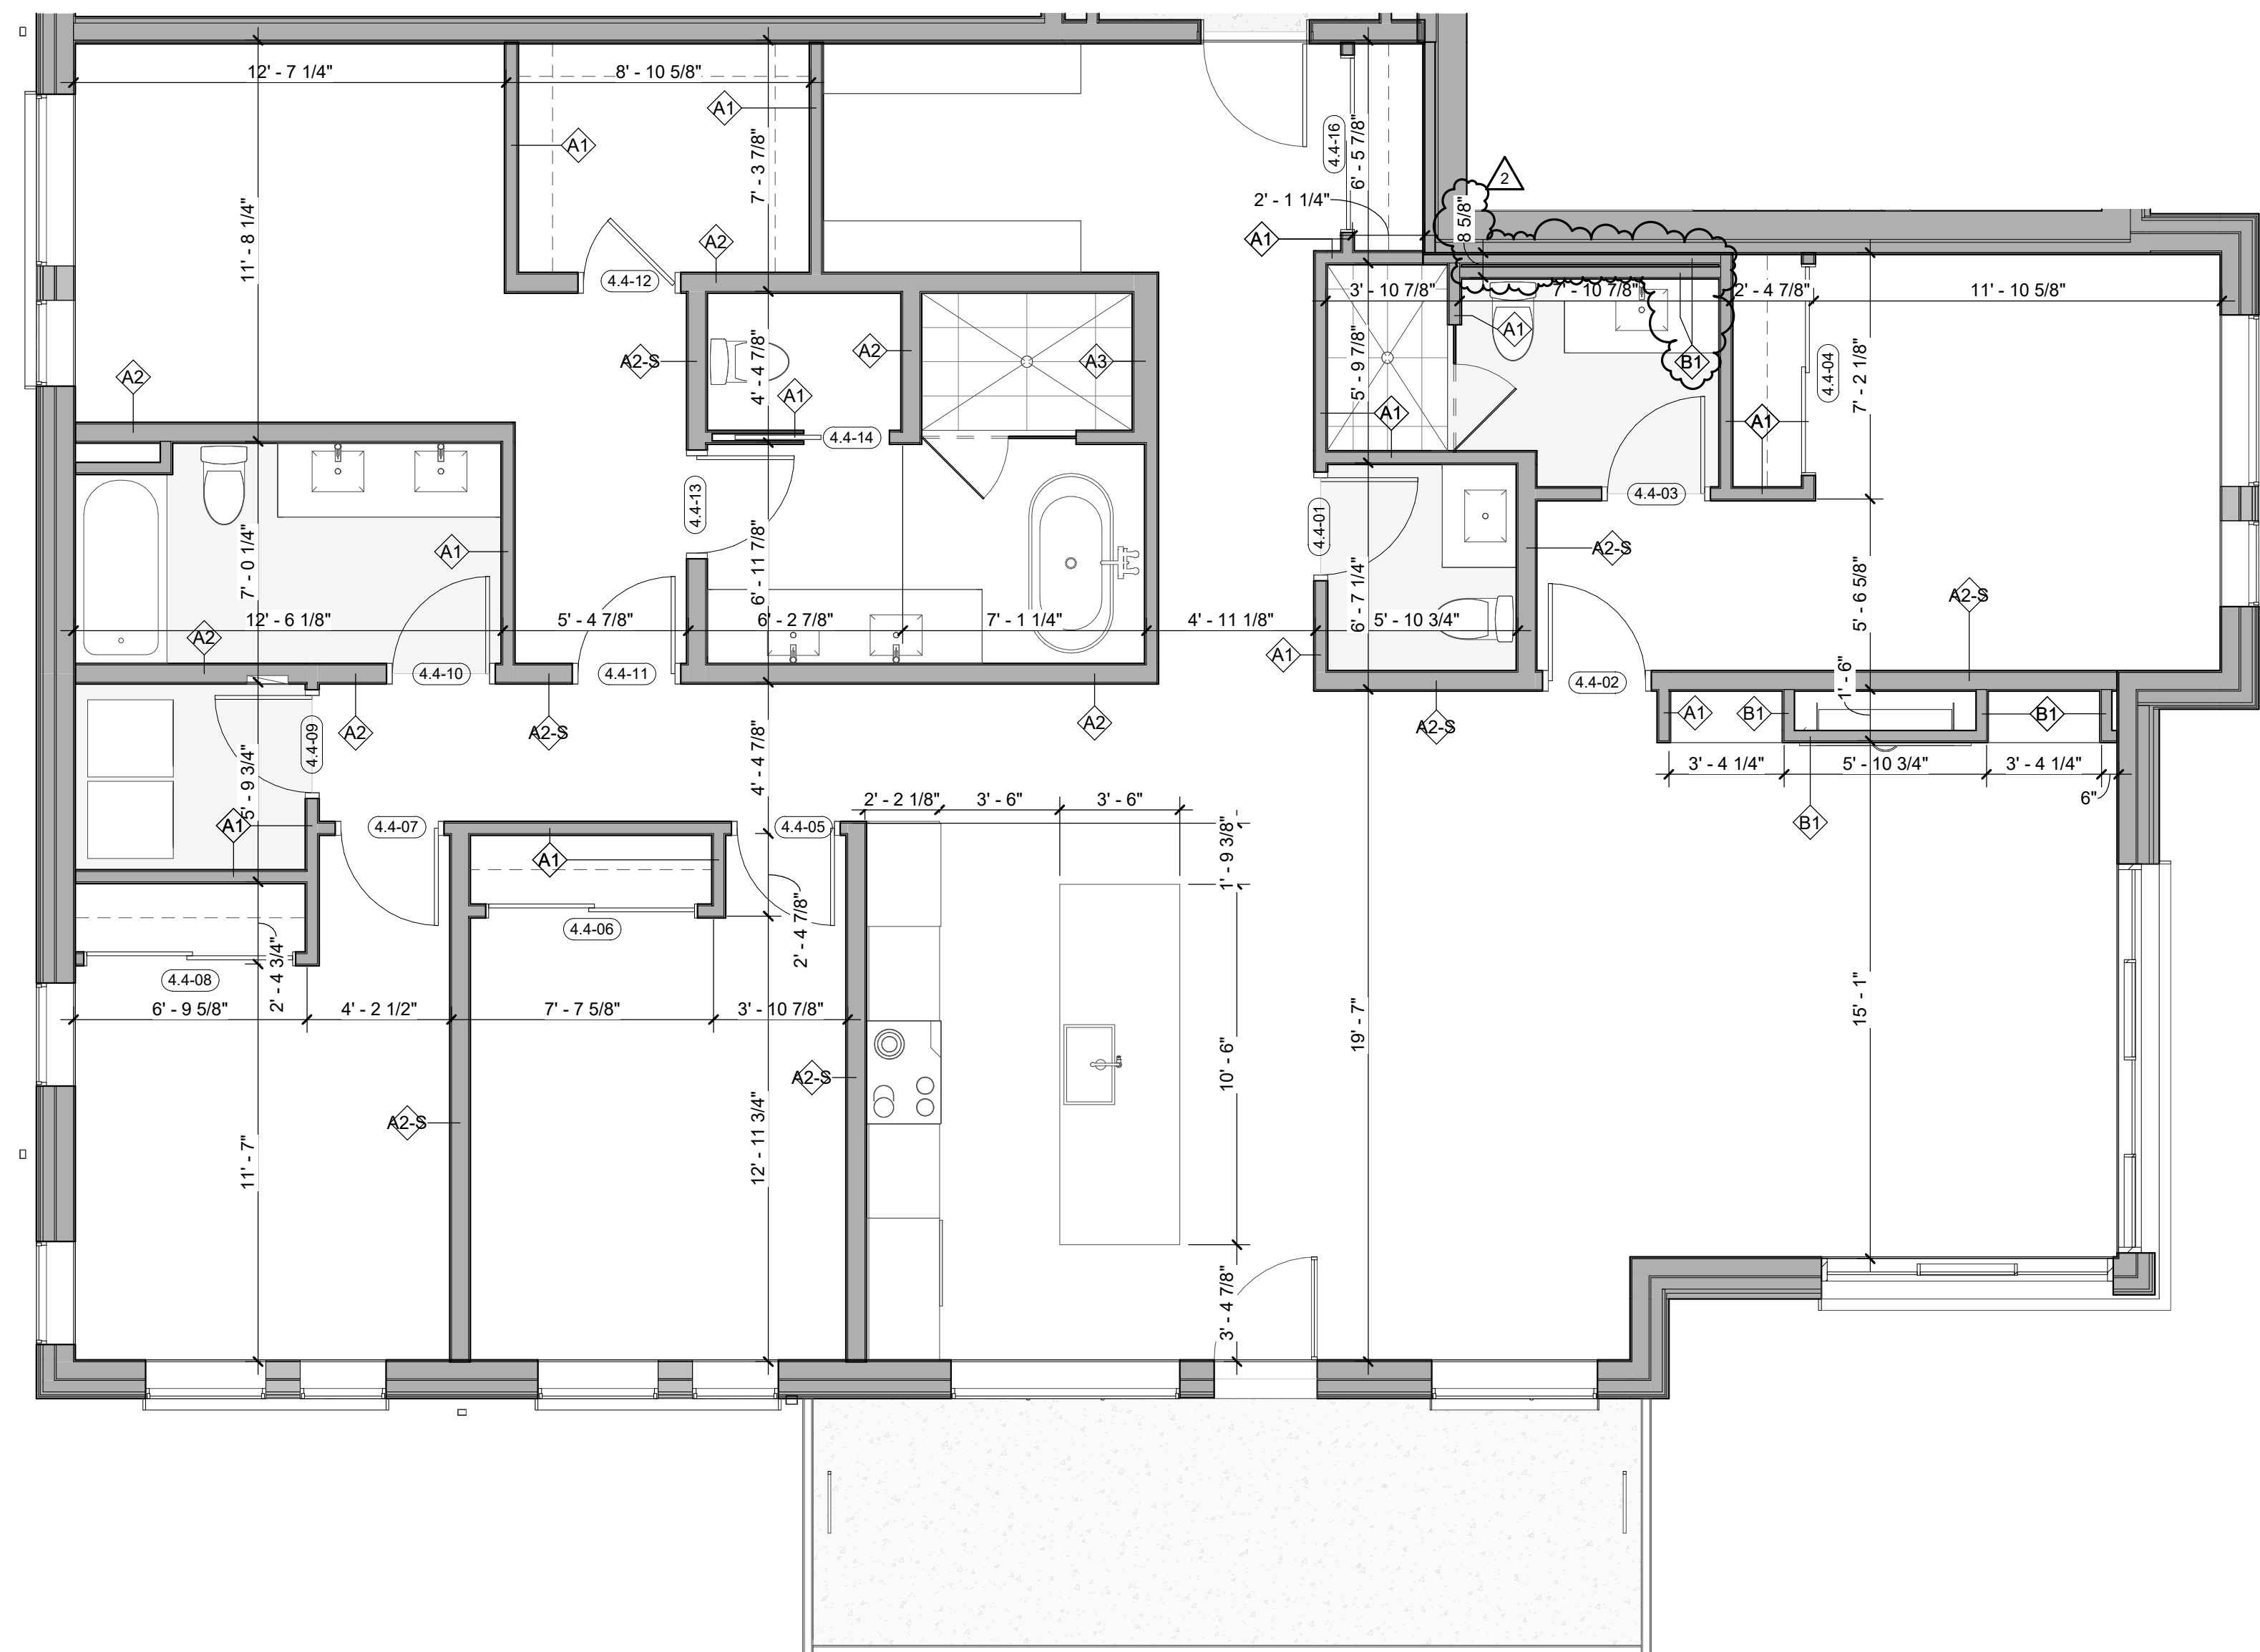 12' - 7 1/4"
8' - 10 5/8"
A1
A1
7' - 3 7/8"
4.4-16
6' - 5 7/8"
2
2' - 1 1/4"
8 5/8"
11' - 8 1/4"
A2
A1
4.4-12
3' - 10 7/8"
7' - 10 7/8"
2' - 4 7/8"
11' - 10 5/8"
A1
A2-S
4' - 4 7/8"
A2
A3
5' - 9 7/8"
B1
4.4-04
7' - 2 1/8"
A2
A1
A1
A1
4.4-14
4.4-13
4.4-03
4.4-01
A1
7' - 0 1/4"
6' - 11 7/8"
A2-S
6' - 7 1/4"
5' - 6 5/8"
A2-S
12' - 6 1/8"
5' - 4 7/8"
6' - 2 7/8"
7' - 1 1/4"
4' - 11 1/8"
5' - 10 3/4"
A2
A1
4.4-10
4.4-11
4.4-02
1' - 6"
A2
A2-S
A2
A2-S
A1
B1
B1
4.4-09
5' - 9 3/4"
4' - 4 7/8"
3' - 4 1/4"
5' - 10 3/4"
3' - 4 1/4"
6"
2' - 2 1/8"
3' - 6"
3' - 6"
A1
4.4-07
4.4-05
B1
A1
1' - 9 3/8"
4.4-06
2' - 4 7/8"
4.4-08
2' - 4 3/4"
6' - 9 5/8"
4' - 2 1/2"
7' - 7 5/8"
3' - 10 7/8"
15' - 1"
19' - 7"
10' - 6"
A2-S
A2-S
11' - 7"
12' - 11 3/4"
3' - 4 7/8"